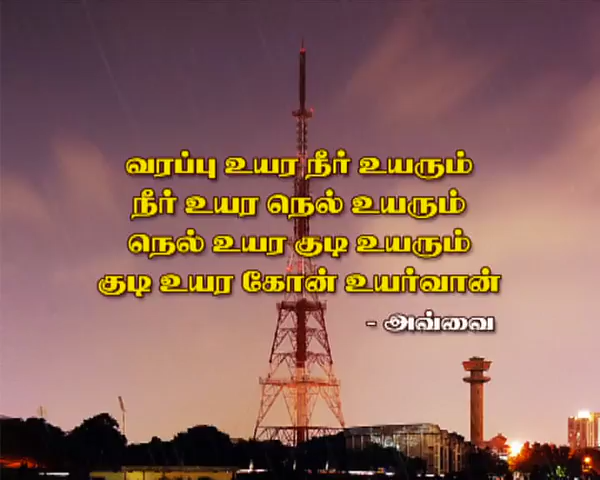 வரப்பு உயர நீர் உயரும்
நீர் உயர நெல் உயரும்
நெல் உயர குடி உயரும்
குடி உயர கோன் உயர்வான்
- அவ்வை